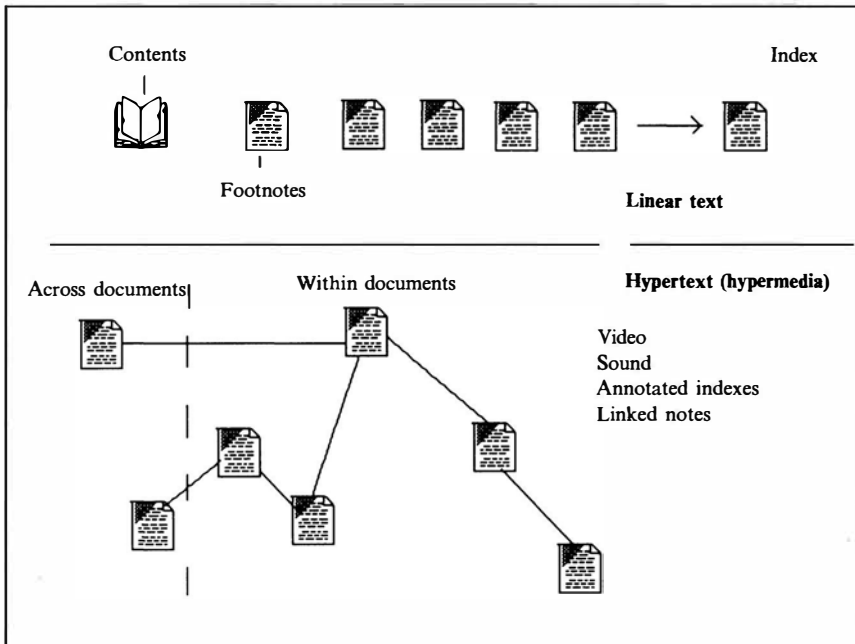 Contents
Index
Footnotes
Linear text
Across documents
Within documents
Hypertext (hypermedia)
Video
Sound
Annotated indexes
Linked notes